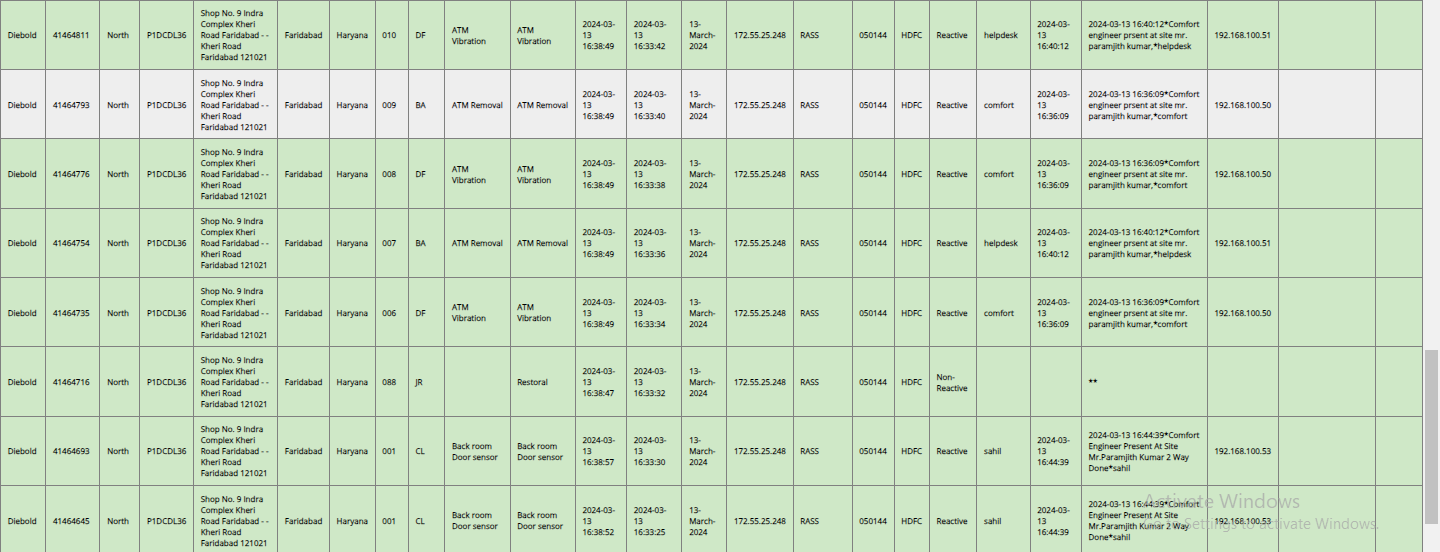 Diebold 41464811 North P1DCDL36 Shop No. 9 Indra Complex Kheri Road Faridabad - - Kheri Road Faridabad 121021 Faridabad Haryana 010 DF ATM Vibration ATM Vibration 2024-03-13 16:38:49 2024-03-13 16:33:42 13-March-2024 172.55.25.248 RASS 050144 HDFC Reactive helpdesk 2024-03-13 16:40:12 2024-03-13 16:40:12*Comfort engineer prsent at site mr. paramjith kumar,*helpdesk 192.168.100.51
Diebold 41464793 North P1DCDL36 Shop No. 9 Indra Complex Kheri Road Faridabad - - Kheri Road Faridabad 121021 Faridabad Haryana 009 BA ATM Removal ATM Removal 2024-03-13 16:38:49 2024-03-13 16:33:40 13-March-2024 172.55.25.248 RASS 050144 HDFC Reactive comfort 2024-03-13 16:36:09 2024-03-13 16:36:09*Comfort engineer prsent at site mr. paramjith kumar,*comfort 192.168.100.50
Diebold 41464776 North P1DCDL36 Shop No. 9 Indra Complex Kheri Road Faridabad - - Kheri Road Faridabad 121021 Faridabad Haryana 008 DF ATM Vibration ATM Vibration 2024-03-13 16:38:49 2024-03-13 16:33:38 13-March-2024 172.55.25.248 RASS 050144 HDFC Reactive comfort 2024-03-13 16:36:09 2024-03-13 16:36:09*Comfort engineer prsent at site mr. paramjith kumar,*comfort 192.168.100.50
Diebold 41464754 North P1DCDL36 Shop No. 9 Indra Complex Kheri Road Faridabad - - Kheri Road Faridabad 121021 Faridabad Haryana 007 BA ATM Removal ATM Removal 2024-03-13 16:38:49 2024-03-13 16:33:36 13-March-2024 172.55.25.248 RASS 050144 HDFC Reactive helpdesk 2024-03-13 16:40:12 2024-03-13 16:40:12*Comfort engineer prsent at site mr. paramjith kumar,*helpdesk 192.168.100.51
Diebold 41464735 North P1DCDL36 Shop No. 9 Indra Complex Kheri Road Faridabad - - Kheri Road Faridabad 121021 Faridabad Haryana 006 DF ATM Vibration ATM Vibration 2024-03-13 16:38:49 2024-03-13 16:33:34 13-March-2024 172.55.25.248 RASS 050144 HDFC Reactive comfort 2024-03-13 16:36:09 2024-03-13 16:36:09*Comfort engineer prsent at site mr. paramjith kumar,*comfort 192.168.100.50
Diebold 41464716 North P1DCDL36 Shop No. 9 Indra Complex Kheri Road Faridabad - - Kheri Road Faridabad 121021 Faridabad Haryana 088 JR Restoral 2024-03-13 16:38:47 2024-03-13 16:33:32 13-March-2024 172.55.25.248 RASS 050144 HDFC Non-Reactive **
Diebold 41464693 North P1DCDL36 Shop No. 9 Indra Complex Kheri Road Faridabad - - Kheri Road Faridabad 121021 Faridabad Haryana 001 CL Back room Door sensor Back room Door sensor 2024-03-13 16:38:57 2024-03-13 16:33:30 13-March-2024 172.55.25.248 RASS 050144 HDFC Reactive sahil 2024-03-13 16:44:39 2024-03-13 16:44:39*Comfort Engineer Present At Site Mr.Paramjith Kumar 2 Way Done*sahil 192.168.100.53
Diebold 41464645 North P1DCDL36 Shop No. 9 Indra Complex Kheri Road Faridabad - - Kheri Road Faridabad 121021 Faridabad Haryana 001 CL Back room Door sensor Back room Door sensor 2024-03-13 16:38:52 2024-03-13 16:33:25 13-March-2024 172.55.25.248 RASS 050144 HDFC Reactive sahil 2024-03-13 16:44:39 2024-03-13 16:44:39*Comfort Engineer Present At Site Mr.Paramjith Kumar 2 Way Done*sahil 192.168.100.53
Activate Windows
Go to Settings to activate Windows.